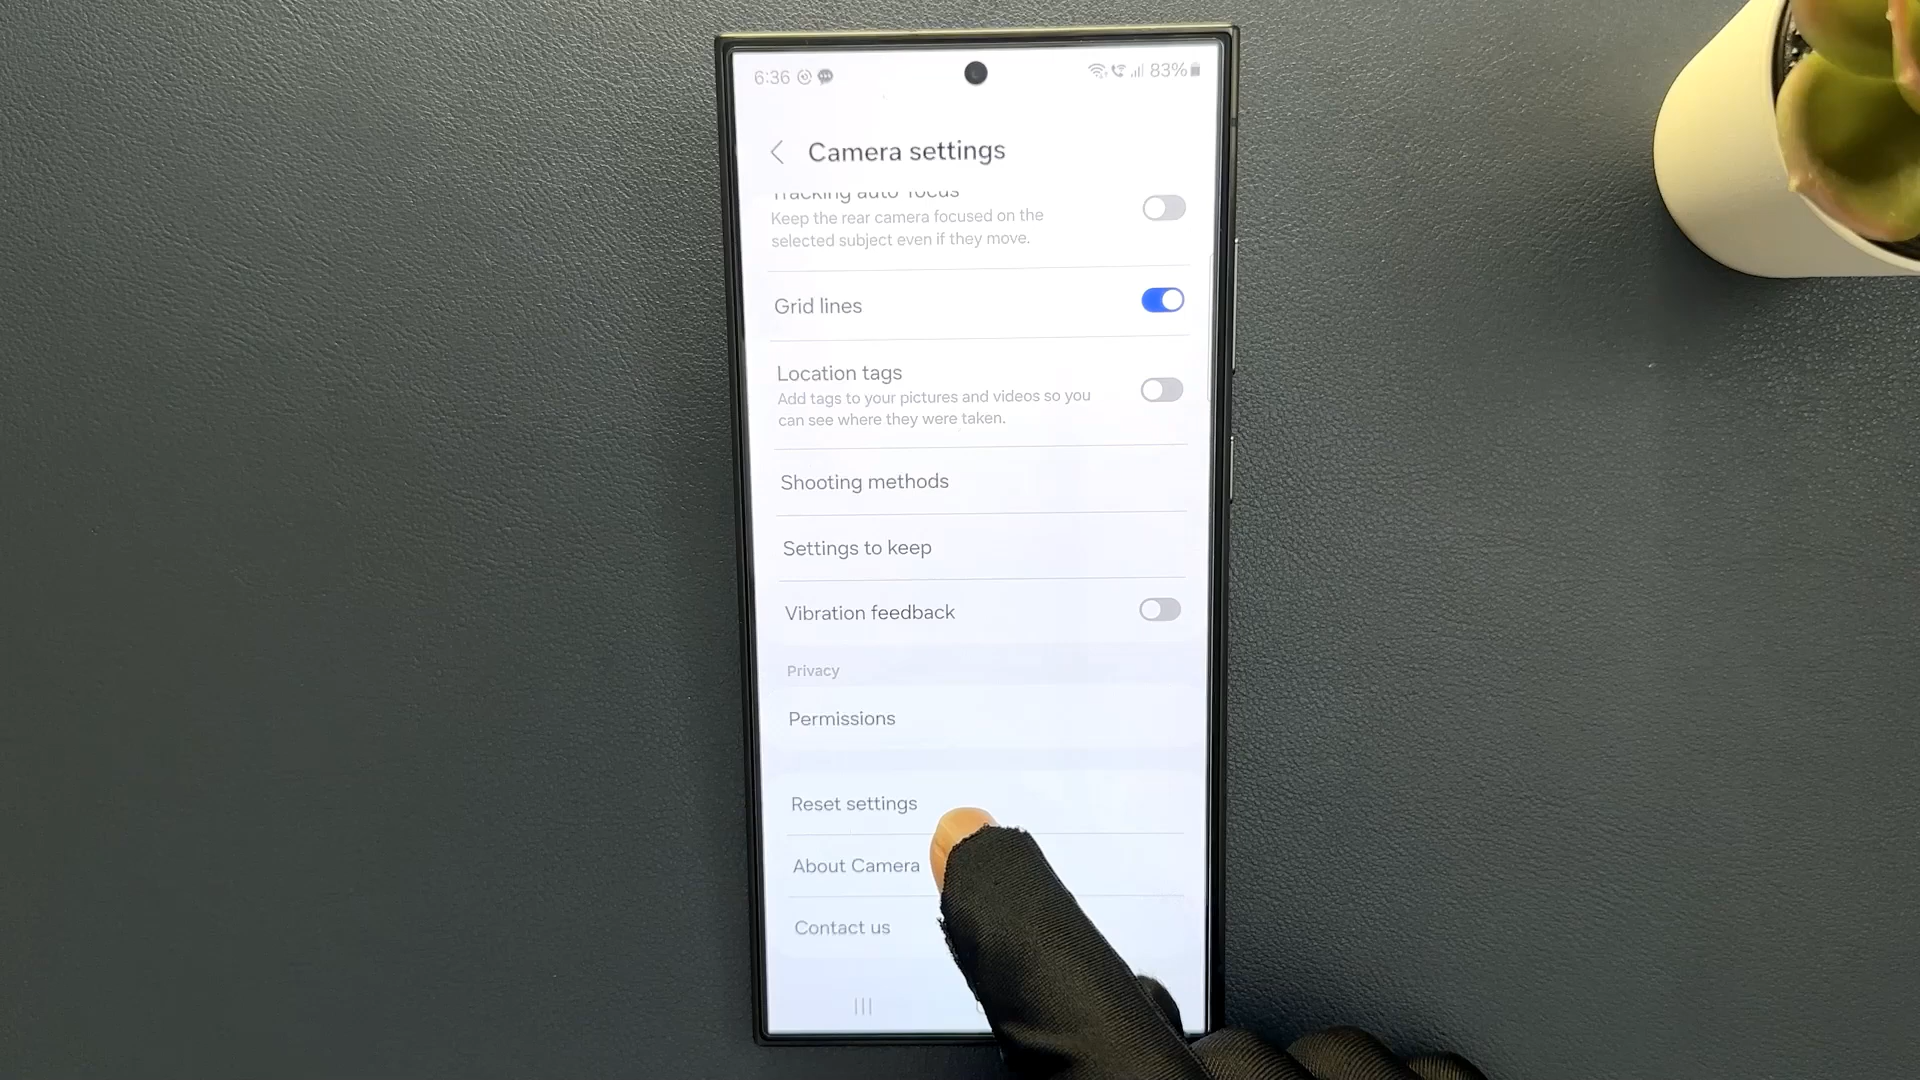 6:36
83%
Camera settings
Tracking auto focus
Keep the rear camera focused on the
selected subject even if they move.
Grid lines
Location tags
Add tags to your pictures and videos so you
can see where they were taken.
Shooting methods
Settings to keep
Vibration feedback
Privacy
Permissions
Reset settings
About Camera
Contact us